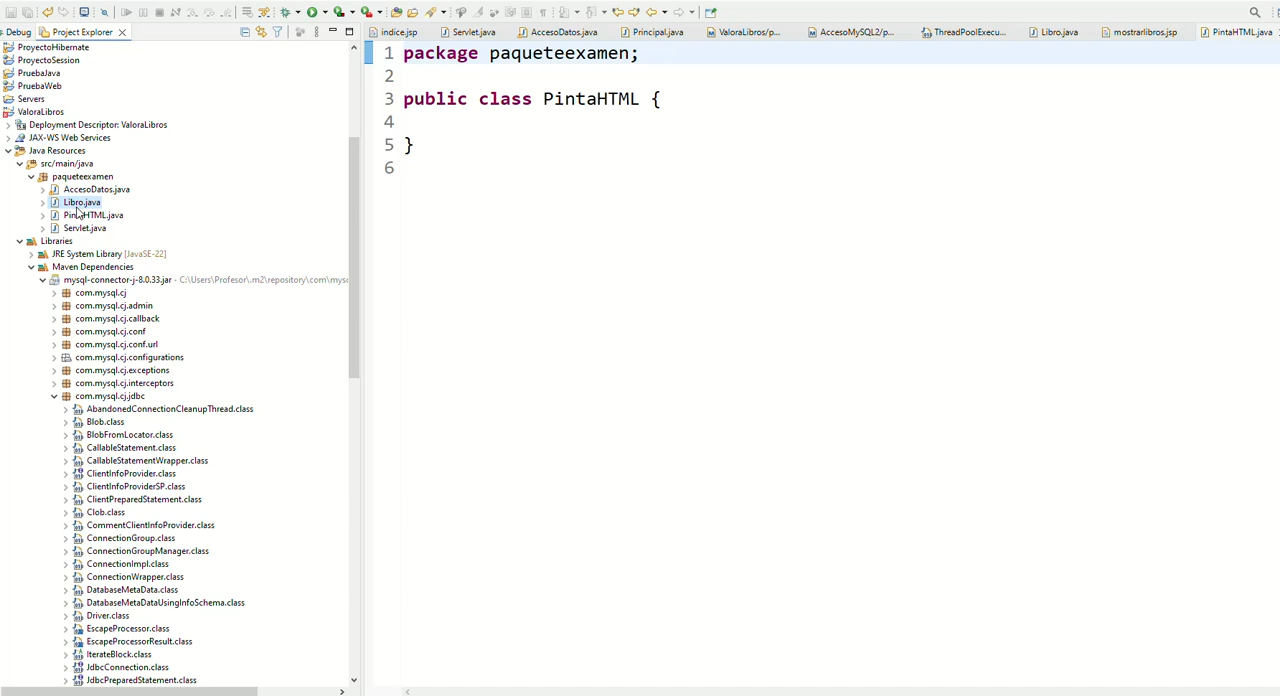 Debug
Project Explorer
indice.jsp
Servlet.java
AccesoDatos.java
Principal.java
ValoraLibros/p...
AccesoMySQL2/p...
ThreadPoolExecu...
Libro.java
mostrarlibros.jsp
PintaHTML.java
ProyectoHibernate
ProyectoSession
PruebaJava
PruebaWeb
Servers
ValoraLibros
Deployment Descriptor: ValoraLibros
JAX-WS Web Services
Java Resources
src/main/java
paqueteexamen
AccesoDatos.java
Libro.java
PintaHTML.java
Servlet.java
Libraries
JRE System Library [JavaSE-22]
Maven Dependencies
mysql-connector-j-8.0.33.jar - C:\Users\Profesor\.m2\repository\com\mysc
com.mysql.cj
com.mysql.cj.admin
com.mysql.cj.callback
com.mysql.cj.conf
com.mysql.cj.conf.url
com.mysql.cj.configurations
com.mysql.cj.exceptions
com.mysql.cj.interceptors
com.mysql.cj.jdbc
AbandonedConnectionCleanupThread.class
Blob.class
BlobFromLocator.class
CallableStatement.class
CallableStatementWrapper.class
ClientInfoProvider.class
ClientInfoProviderSP.class
ClientPreparedStatement.class
Clob.class
CommentClientInfoProvider.class
ConnectionGroup.class
ConnectionGroupManager.class
ConnectionImpl.class
ConnectionWrapper.class
DatabaseMetaData.class
DatabaseMetaDataUsingInfoSchema.class
Driver.class
EscapeProcessor.class
EscapeProcessorResult.class
IterateBlock.class
JdbcConnection.class
JdbcPreparedStatement.class
1 package paqueteexamen;
2
3 public class PintaHTML {
4
5 }
6